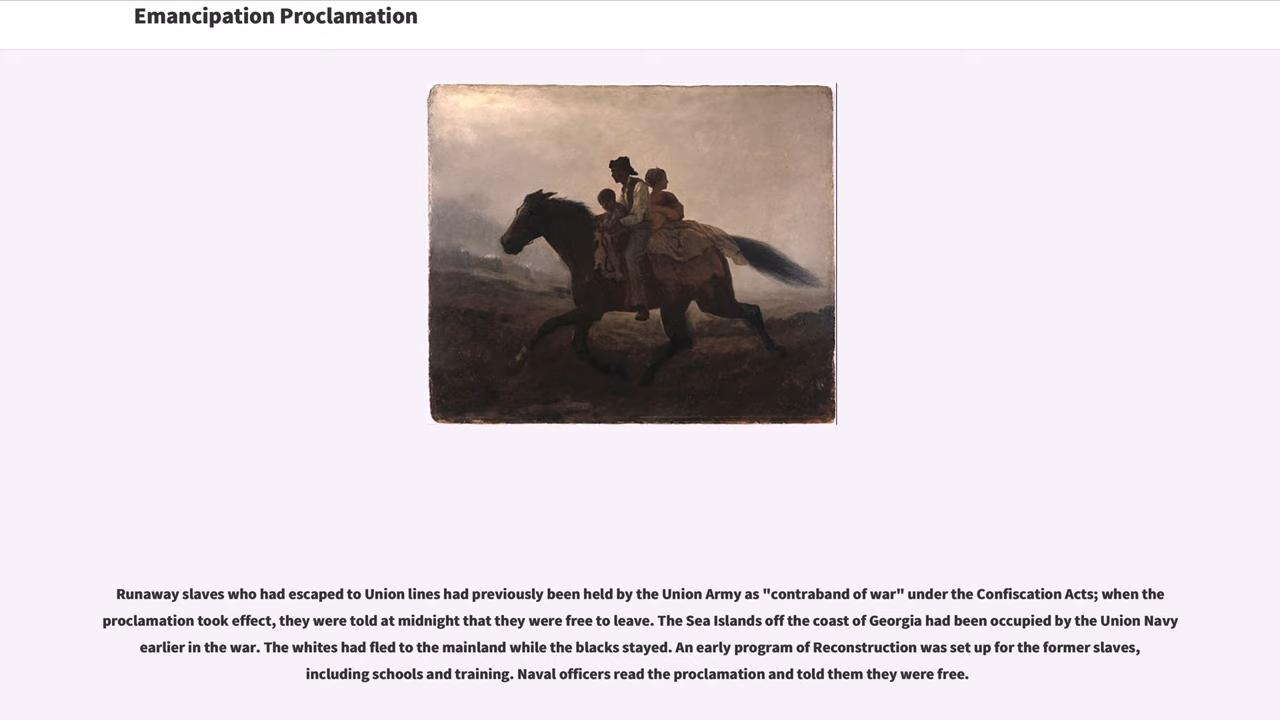 Emancipation Proclamation
Runaway slaves who had escaped to Union lines had previously been held by the Union Army as "contraband of war" under the Confiscation Acts; when the
proclamation took effect, they were told at midnight that they were free to leave. The Sea Islands off the coast of Georgia had been occupied by the Union Navy
earlier in the war. The whites had fled to the mainland while the blacks stayed. An early program of Reconstruction was set up for the former slaves,
including schools and training. Naval officers read the proclamation and told them they were free.